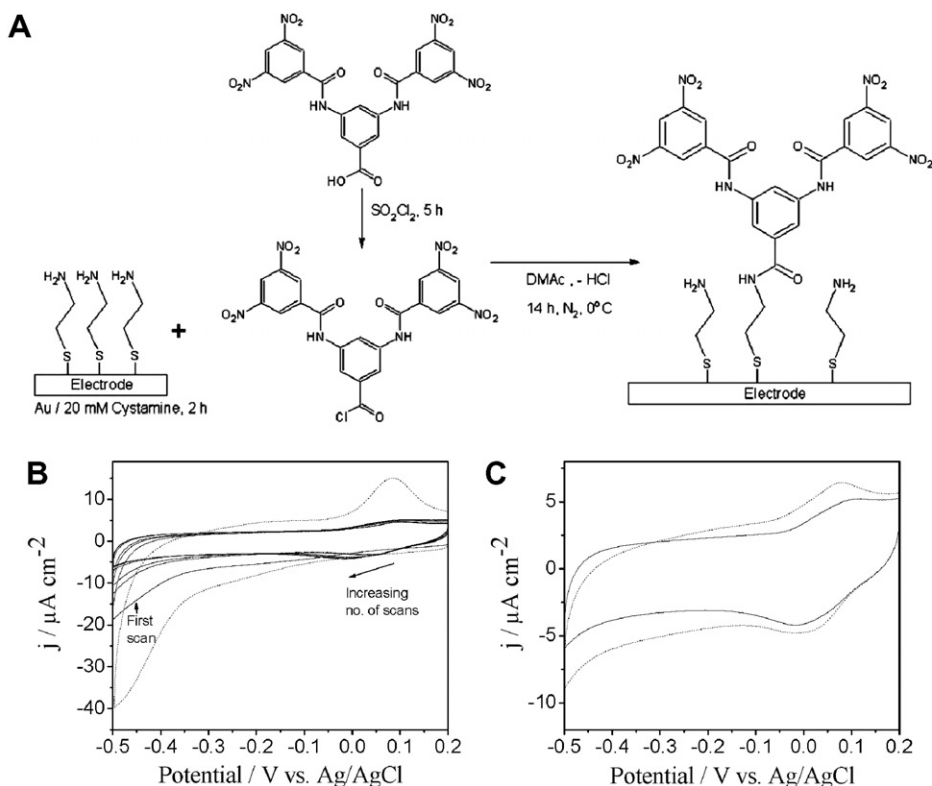 A
NO₂
NO₂
O₂N
NO₂
O
O
HN
NH
HO
O
SO₂Cl₂, 5 h
NO₂
NO₂
O₂N
NO₂
O
O
HN
NH
Cl
O
H₂N H₂N H₂N
S S S
Electrode
Au / 20 mM Cystamine, 2 h
+
DMAc, - HCl
14 h, N₂, 0°C
NO₂
NO₂
NO₂
NO₂
O
O
HN
NH
H₂N
HN
O
NH₂
S S S
Electrode
B
j / µA cm⁻²
10
0
-10
-20
-30
-40
First
scan
Increasing
no. of scans
-0.5 -0.4 -0.3 -0.2 -0.1 0.0 0.1 0.2
Potential / V vs. Ag/AgCl
C
j / µA cm⁻²
5
0
-5
-10
-0.5 -0.4 -0.3 -0.2 -0.1 0.0 0.1 0.2
Potential / V vs. Ag/AgCl